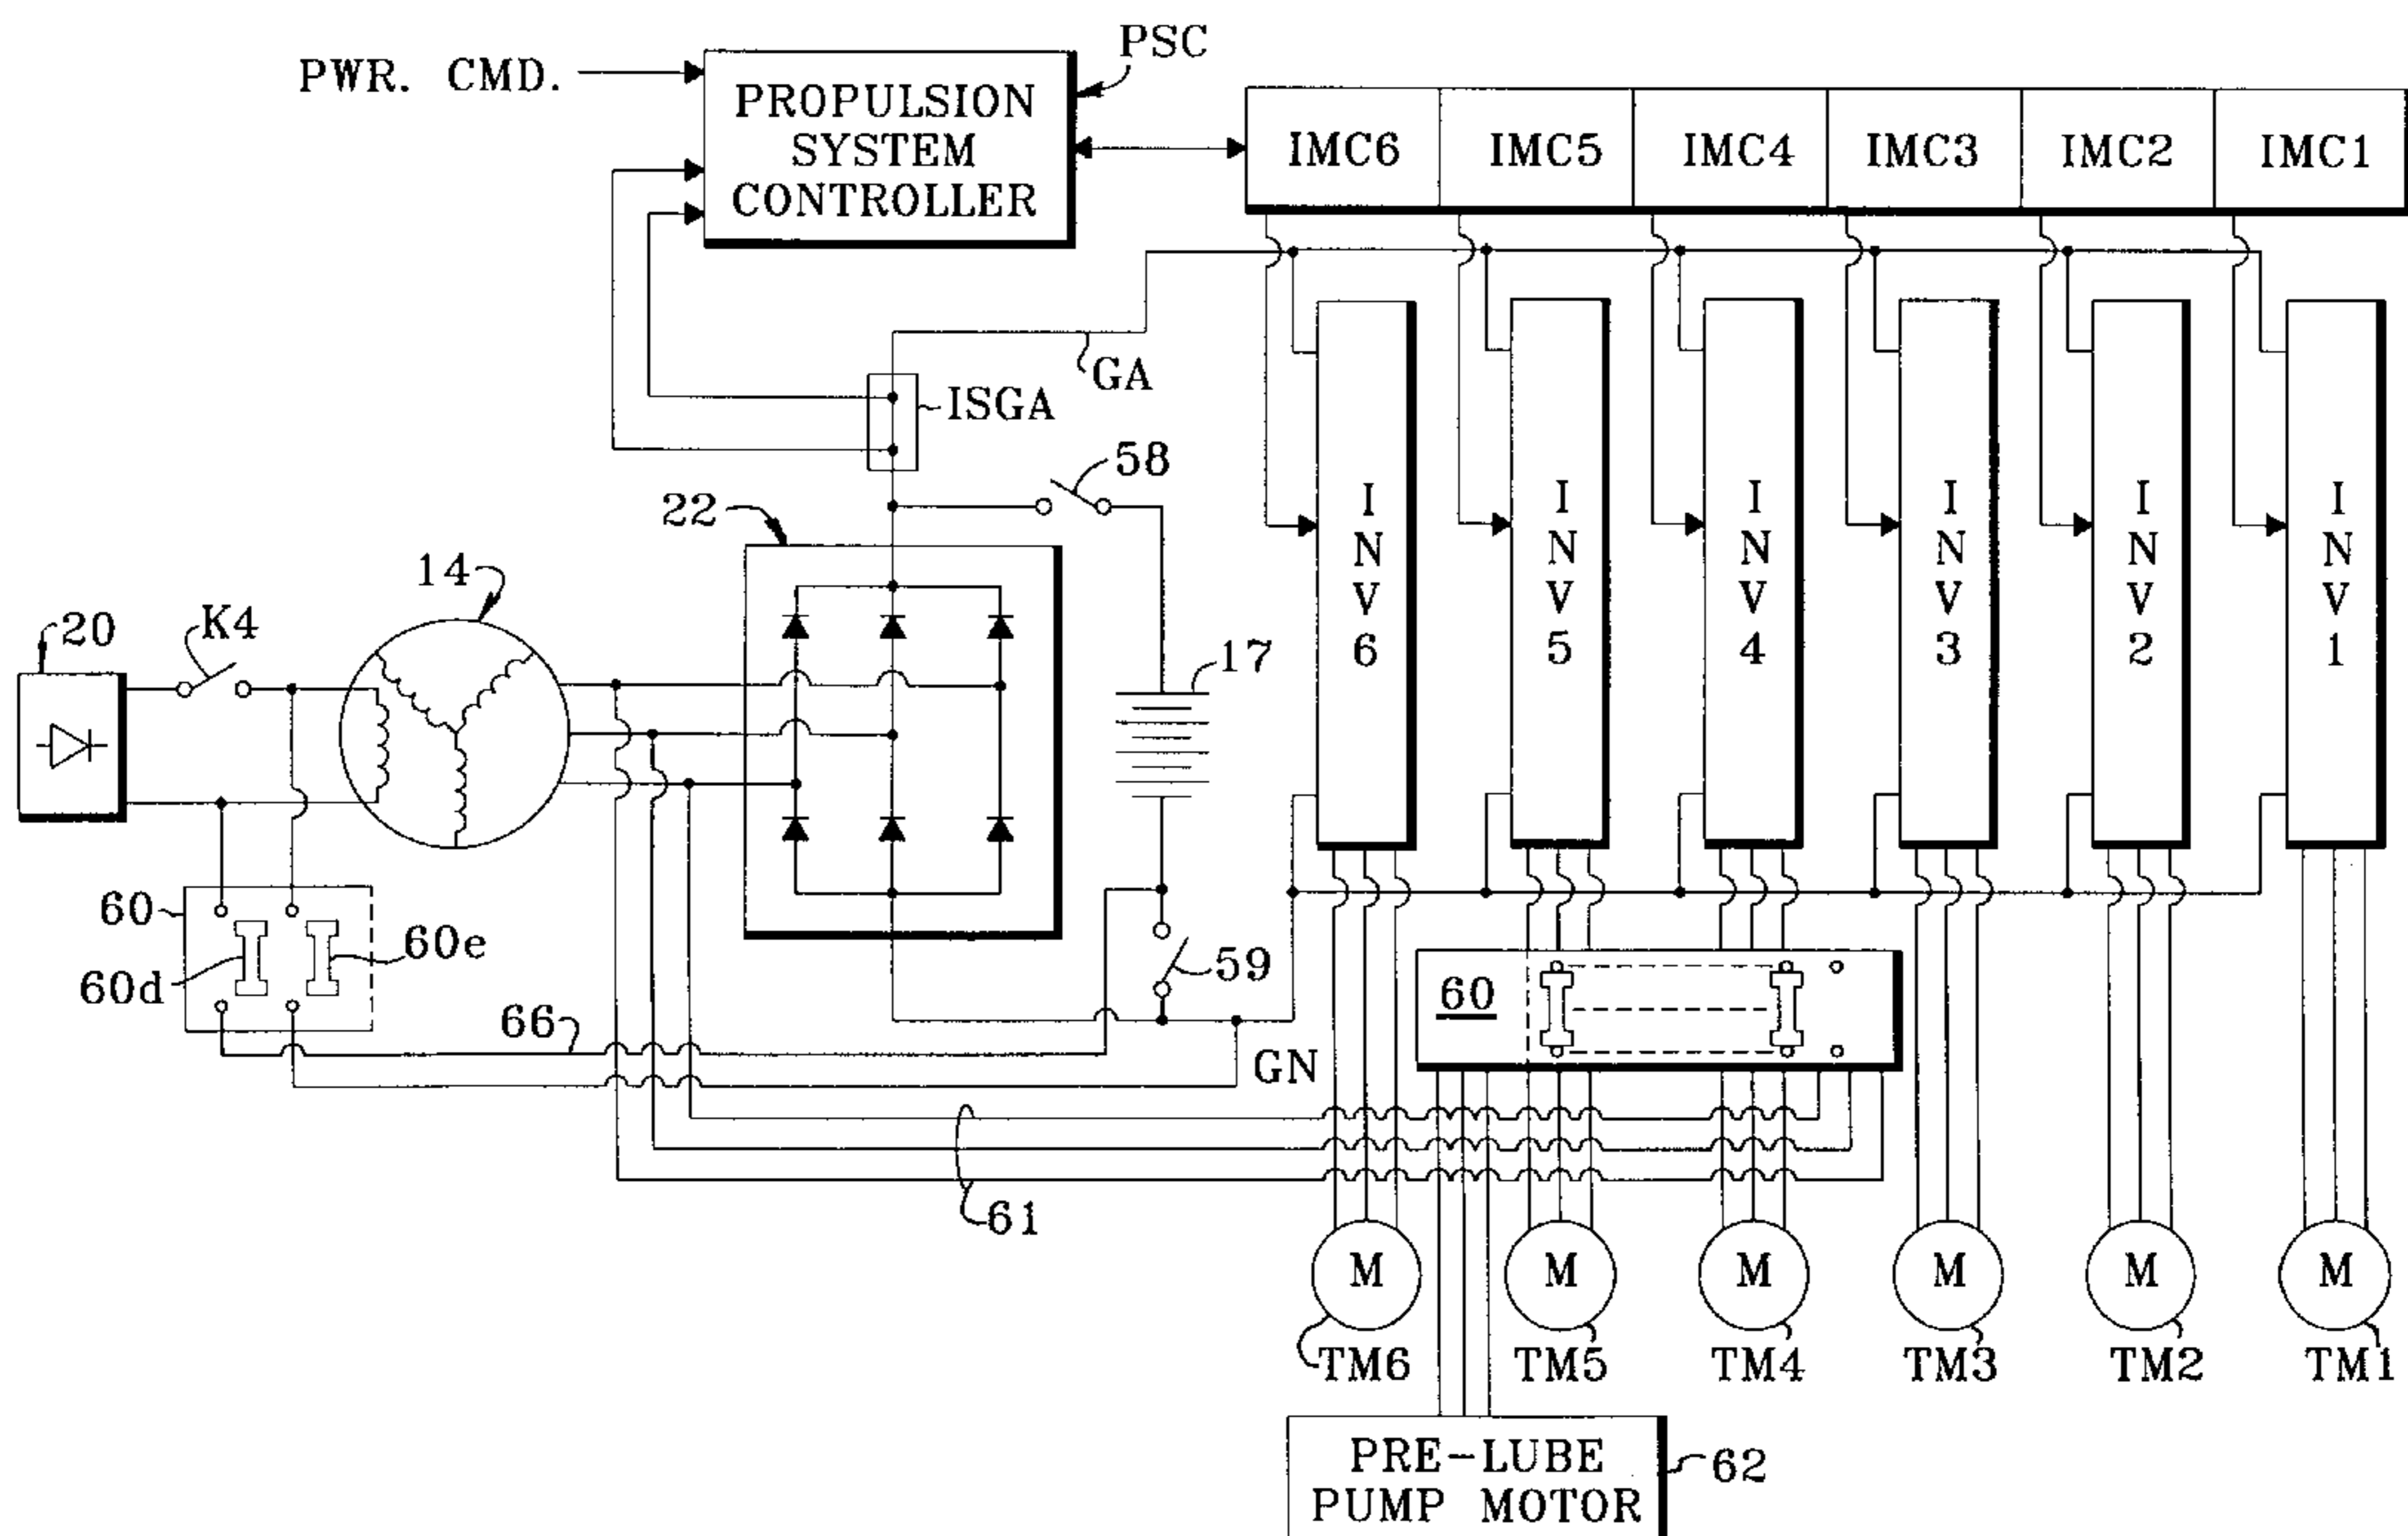 PSC
PWR. CMD.
PROPULSION
SYSTEM
CONTROLLER
IMC6 IMC5 IMC4 IMC3 IMC2 IMC1
GA
ISGA
58
22
INV6 INV5 INV4 INV3 INV2 INV1
14
K4
20
17
60
60e
60d
59
60
66
GN
61
M M M M M M
TM6 TM5 TM4 TM3 TM2 TM1
PRE-LUBE
PUMP MOTOR
62